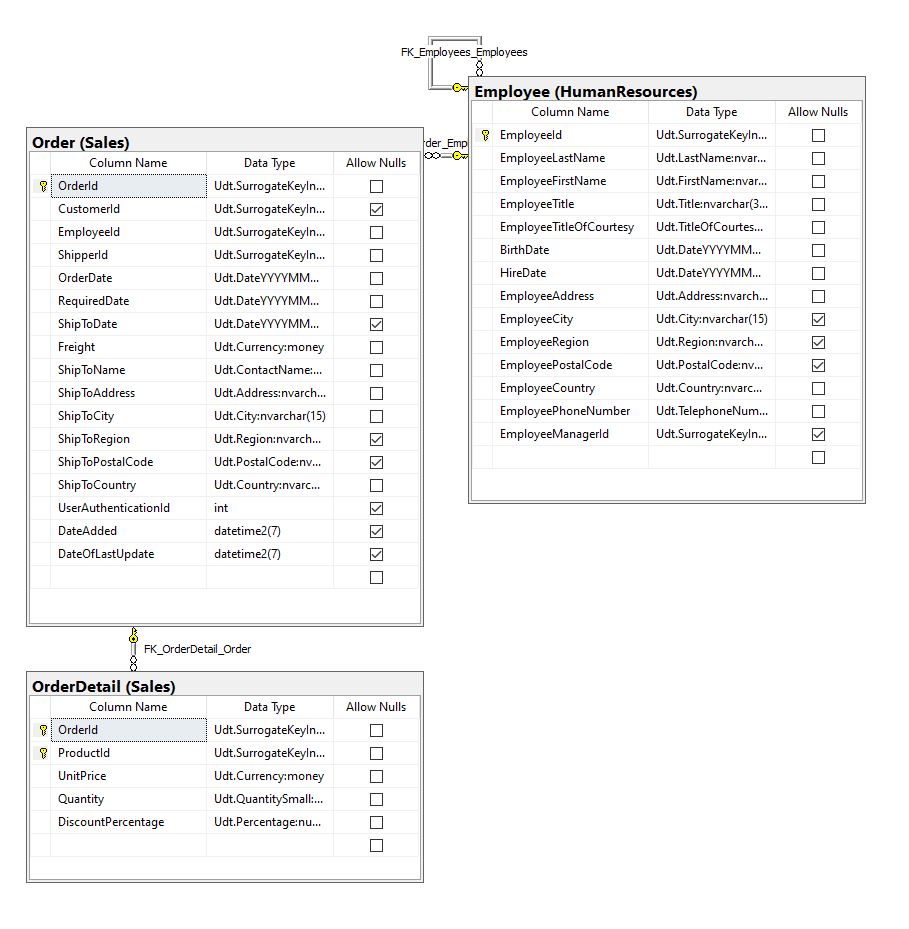 FK_Employees_Employees
Employee (HumanResources)
Column Name Data Type Allow Nulls
EmployeeId Udt.SurrogateKeyIn...
EmployeeLastName Udt.LastName:nvar...
EmployeeFirstName Udt.FirstName:nvar...
EmployeeTitle Udt.Title:nvarchar(3...
EmployeeTitleOfCourtesy Udt.TitleOfCourtes...
BirthDate Udt.DateYYYYMM...
HireDate Udt.DateYYYYMM...
EmployeeAddress Udt.Address:nvarch...
EmployeeCity Udt.City:nvarchar(15)
EmployeeRegion Udt.Region:nvarch...
EmployeePostalCode Udt.PostalCode:nv...
EmployeeCountry Udt.Country:nvarc...
EmployeePhoneNumber Udt.TelephoneNum...
EmployeeManagerId Udt.SurrogateKeyIn...
rder_Emp
Order (Sales)
Column Name Data Type Allow Nulls
OrderId Udt.SurrogateKeyIn...
CustomerId Udt.SurrogateKeyIn...
EmployeeId Udt.SurrogateKeyIn...
ShipperId Udt.SurrogateKeyIn...
OrderDate Udt.DateYYYYMM...
RequiredDate Udt.DateYYYYMM...
ShipToDate Udt.DateYYYYMM...
Freight Udt.Currency:money
ShipToName Udt.ContactName:...
ShipToAddress Udt.Address:nvarch...
ShipToCity Udt.City:nvarchar(15)
ShipToRegion Udt.Region:nvarch...
ShipToPostalCode Udt.PostalCode:nv...
ShipToCountry Udt.Country:nvarc...
UserAuthenticationId int
DateAdded datetime2(7)
DateOfLastUpdate datetime2(7)
FK_OrderDetail_Order
OrderDetail (Sales)
Column Name Data Type Allow Nulls
OrderId Udt.SurrogateKeyIn...
ProductId Udt.SurrogateKeyIn...
UnitPrice Udt.Currency:money
Quantity Udt.QuantitySmall:...
DiscountPercentage Udt.Percentage:nu...